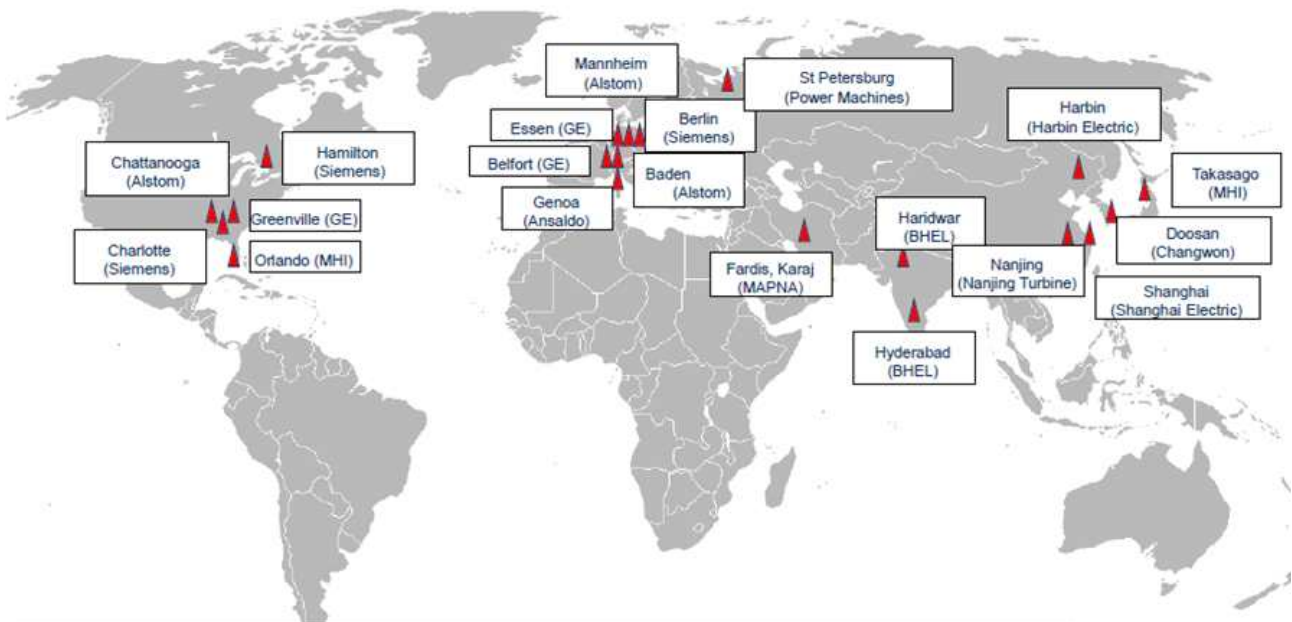 Mannheim
(Alstom)
St Petersburg
(Power Machines)
Essen (GE)
Berlin
(Siemens)
Harbin
(Harbin Electric)
Chattanooga
(Alstom)
Hamilton
(Siemens)
Belfort (GE)
Baden
(Alstom)
Takasago
(MHI)
Genoa
(Ansaldo)
Greenville (GE)
Haridwar
(BHEL)
Doosan
(Changwon)
Charlotte
(Siemens)
Orlando (MHI)
Fardis, Karaj
(MAPNA)
Nanjing
(Nanjing Turbine)
Shanghai
(Shanghai Electric)
Hyderabad
(BHEL)